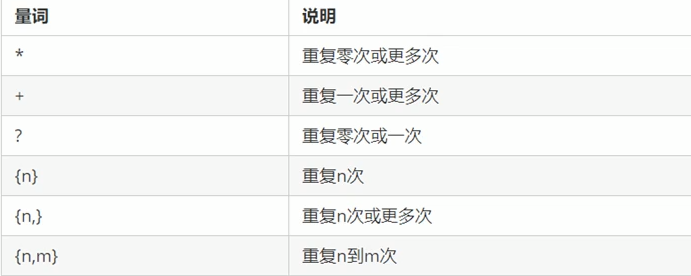 量词 说明
* 重复零次或更多次
+ 重复一次或更多次
? 重复零次或一次
{n} 重复n次
{n,} 重复n次或更多次
{n,m} 重复n到m次